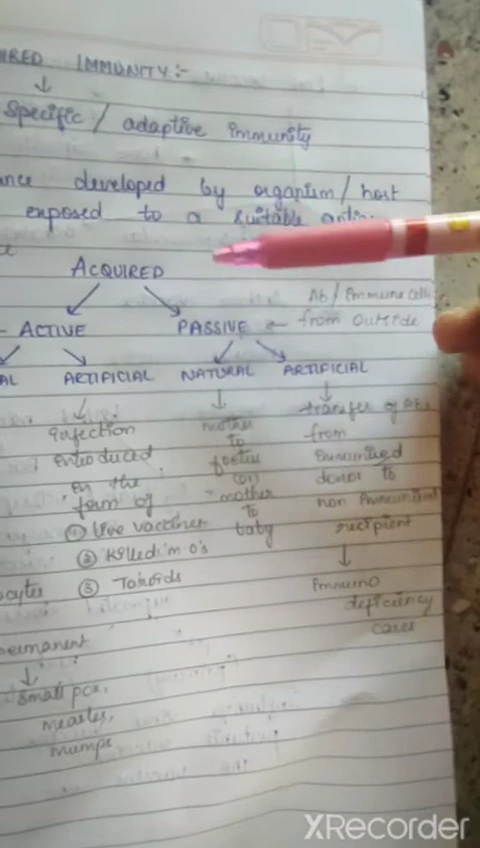 IRED IMMUNITY:-
↓
Specific / adaptive immunity
ance developed by organism / host
exposed to a suitable
ACQUIRED
ACTIVE
PASSIVE ← Ab / Immune cells
from outside
AL ARTIFICIAL NATURAL ARTIFICIAL
Infection
introduced
in the
form of
① live vaccines
② killed m.o's
③ Toxoids
mother
to
foetus
(or)
mother
to
baby
transfer of Abs
from
immunized
donor to
non immunized
recipient
↓
Immuno
deficiency
cases
ocytes
permanent
↓
small pox,
measles,
mumps
XRecorder